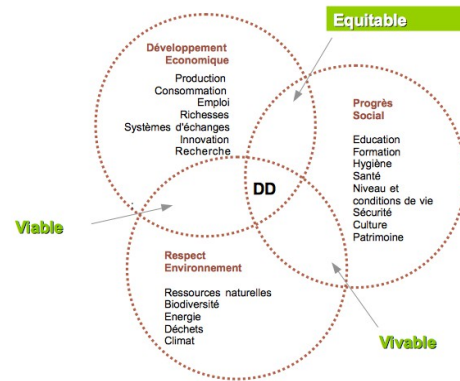 Equitable
Développement
Economique
Production
Consommation
Emploi
Richesses
Systèmes d'échanges
Innovation
Recherche
Progrès
Social
Education
Formation
Hygiène
Santé
Niveau et
conditions de vie
Sécurité
Culture
Patrimoine
DD
Viable
Respect
Environnement
Ressources naturelles
Biodiversité
Energie
Déchets
Climat
Vivable